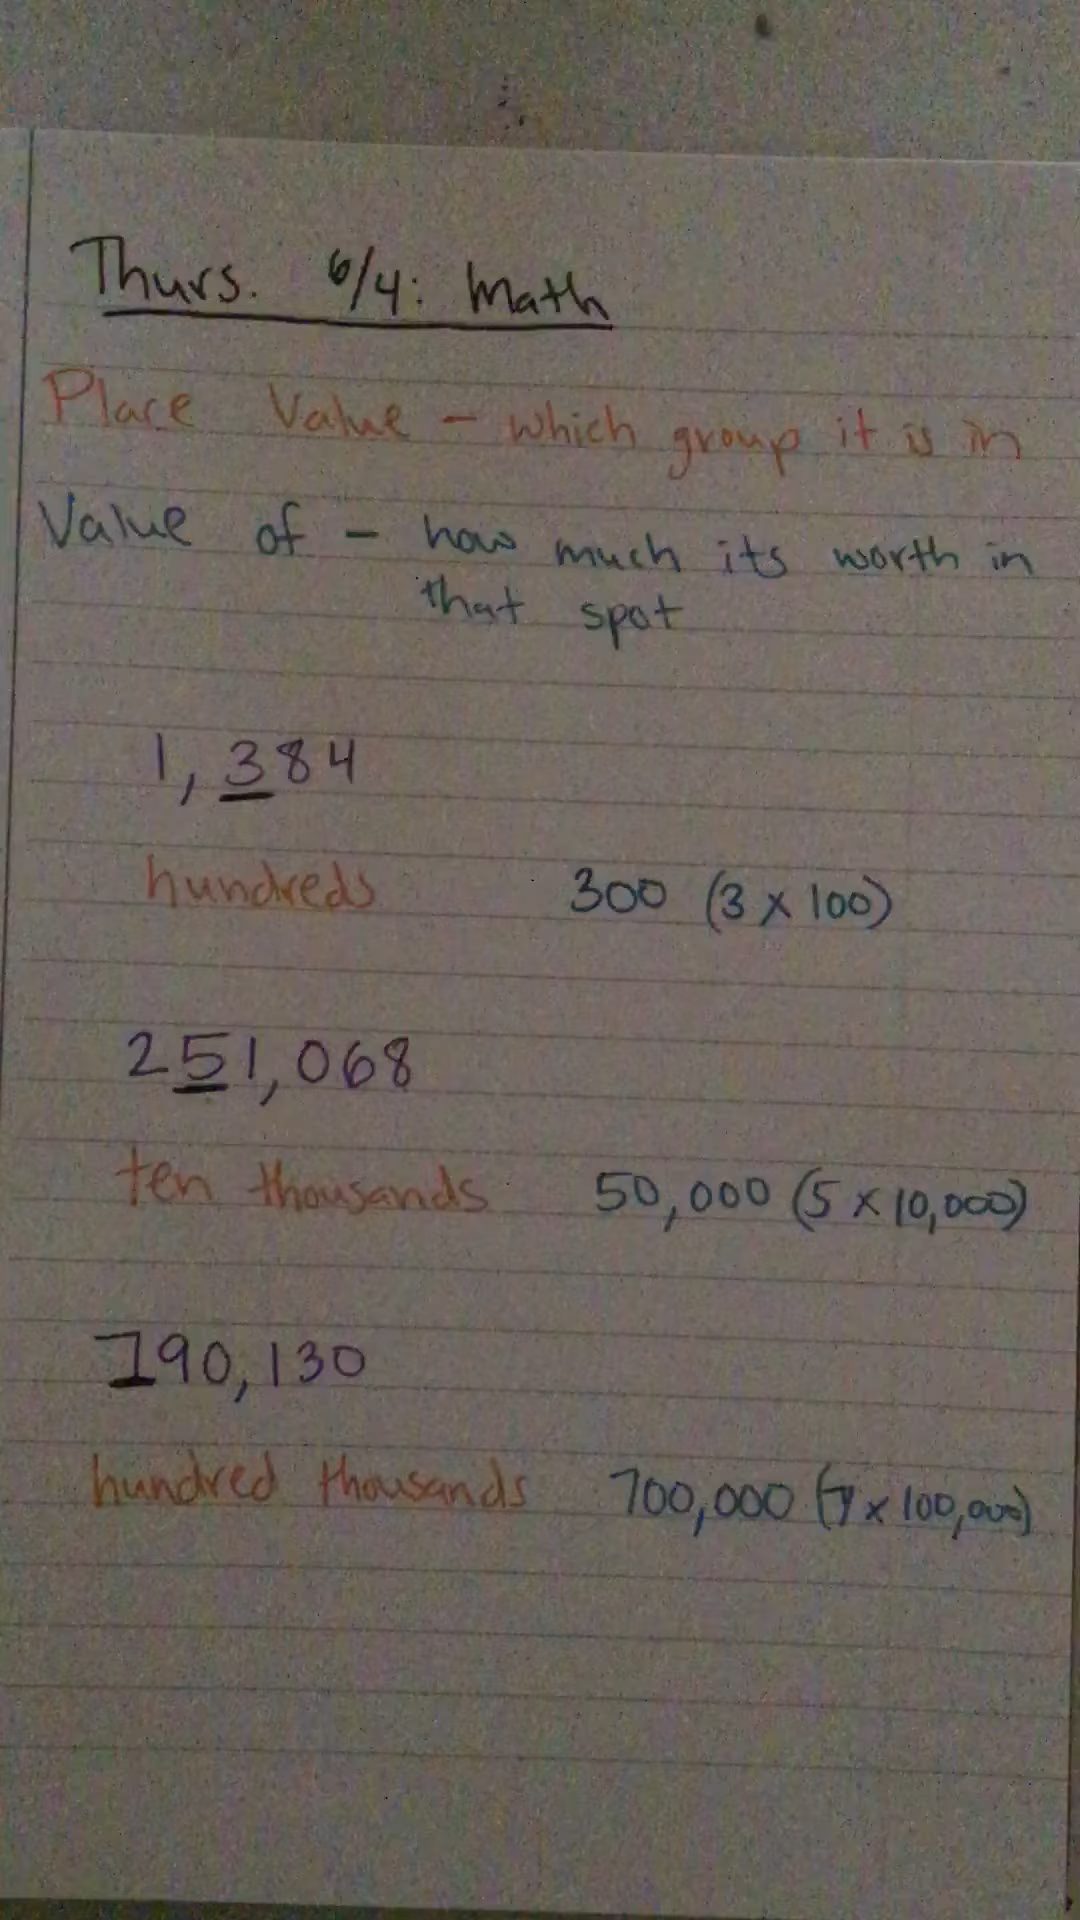 Thurs. 6/4: Math
Place Value - which group it is in
Value of - how much its worth in
that spot
1,384
hundreds 300 (3 x 100)
251,068
ten thousands 50,000 (5 x 10,000)
790,130
hundred thousands 700,000 (7 x 100,000)